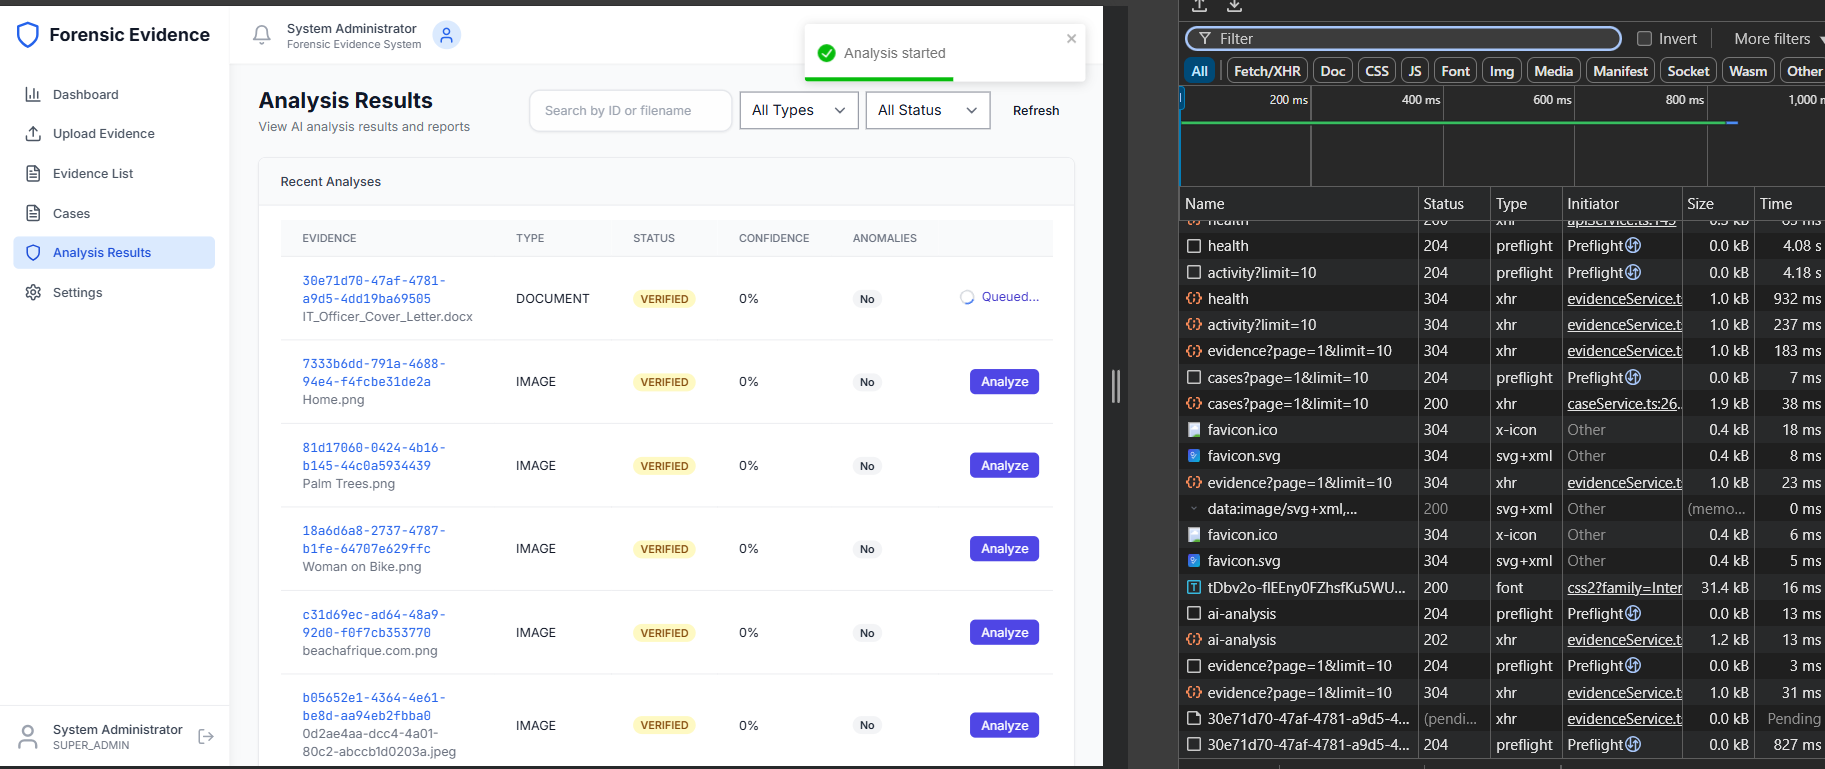 Forensic Evidence
System Administrator
Forensic Evidence System
Analysis started
Dashboard
Upload Evidence
Evidence List
Cases
Analysis Results
Settings
System Administrator
SUPER_ADMIN
Analysis Results
View AI analysis results and reports
Search by ID or filename
All Types
All Status
Refresh
Recent Analyses
EVIDENCE TYPE STATUS CONFIDENCE ANOMALIES
30e71d70-47af-4781-
a9d5-4dd19ba69505
IT_Officer_Cover_Letter.docx
DOCUMENT VERIFIED 0% No Queued...
7333b6dd-791a-4688-
94e4-f4fcbe31de2a
Home.png
IMAGE VERIFIED 0% No Analyze
81d17060-0424-4b16-
b145-44c0a5934439
Palm Trees.png
IMAGE VERIFIED 0% No Analyze
18a6d6a8-2737-4787-
b1fe-64707e629ffc
Woman on Bike.png
IMAGE VERIFIED 0% No Analyze
c31d69ec-ad64-48a9-
92d0-f0f7cb353770
beachafrique.com.png
IMAGE VERIFIED 0% No Analyze
b05652e1-4364-4e61-
be8d-aa94eb2fbba0
0d2ae4aa-dcc4-4a01-
80c2-abccb1d0203a.jpeg
IMAGE VERIFIED 0% No Analyze
Filter Invert More filters
All Fetch/XHR Doc CSS JS Font Img Media Manifest Socket Wasm Other
200 ms 400 ms 600 ms 800 ms 1,000 m
Name Status Type Initiator Size Time
health 200 xhr apiService.ts:145
health 204 preflight Preflight 0.0 kB 4.08 s
activity?limit=10 204 preflight Preflight 0.0 kB 4.18 s
health 304 xhr evidenceService.ts 1.0 kB 932 ms
activity?limit=10 304 xhr evidenceService.ts 1.0 kB 237 ms
evidence?page=1&limit=10 304 xhr evidenceService.ts 1.0 kB 183 ms
cases?page=1&limit=10 204 preflight Preflight 0.0 kB 7 ms
cases?page=1&limit=10 200 xhr caseService.ts:26... 1.9 kB 38 ms
favicon.ico 304 x-icon Other 0.4 kB 18 ms
favicon.svg 304 svg+xml Other 0.4 kB 8 ms
evidence?page=1&limit=10 304 xhr evidenceService.ts 1.0 kB 23 ms
data:image/svg+xml,... 200 svg+xml Other (memo... 0 ms
favicon.ico 304 x-icon Other 0.4 kB 6 ms
favicon.svg 304 svg+xml Other 0.4 kB 5 ms
tDbv2o-flEEny0FZhsfKu5WU... 200 font css2?family=Inter 31.4 kB 16 ms
ai-analysis 204 preflight Preflight 0.0 kB 13 ms
ai-analysis 202 xhr evidenceService.ts 1.2 kB 13 ms
evidence?page=1&limit=10 204 preflight Preflight 0.0 kB 3 ms
evidence?page=1&limit=10 304 xhr evidenceService.ts 1.0 kB 31 ms
30e71d70-47af-4781-a9d5-4... (pendi... xhr evidenceService.ts 0.0 kB Pending
30e71d70-47af-4781-a9d5-4... 204 preflight Preflight 0.0 kB 827 ms